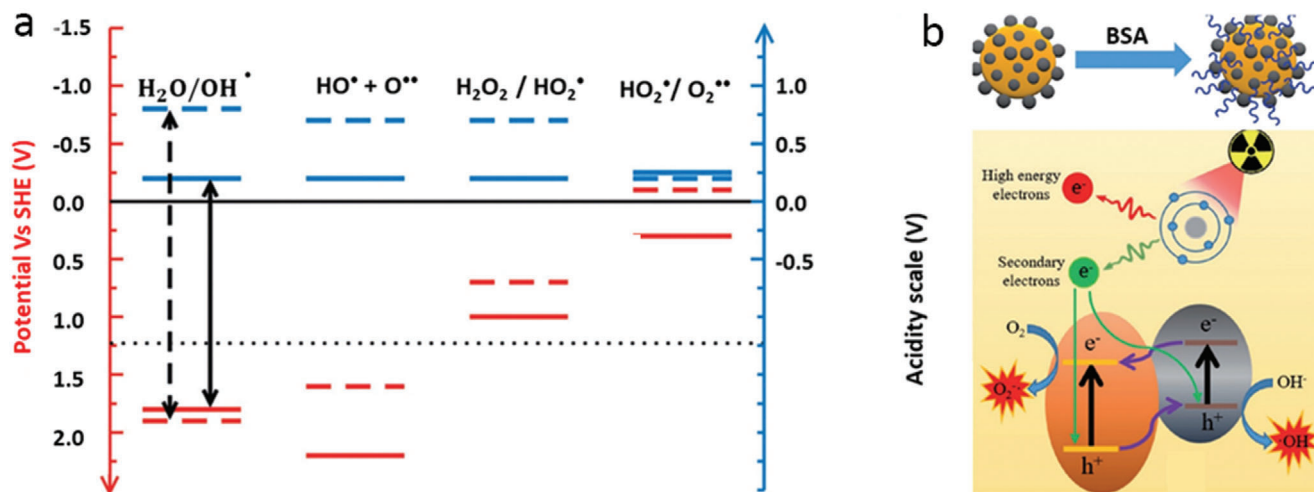 a
Potential Vs SHE (V)
-1.5
-1.0
-0.5
0.0
0.5
1.0
1.5
2.0
H₂O/OH•
HO• + O••
H₂O₂ / HO₂•
HO₂•/ O₂••
1.0
0.5
0.0
-0.5
Acidity scale (V)
b
BSA
High energy
electrons
e⁻
Secondary
electrons
e⁻
O₂
e⁻
e⁻
OH⁻
h⁺
h⁺
·OH